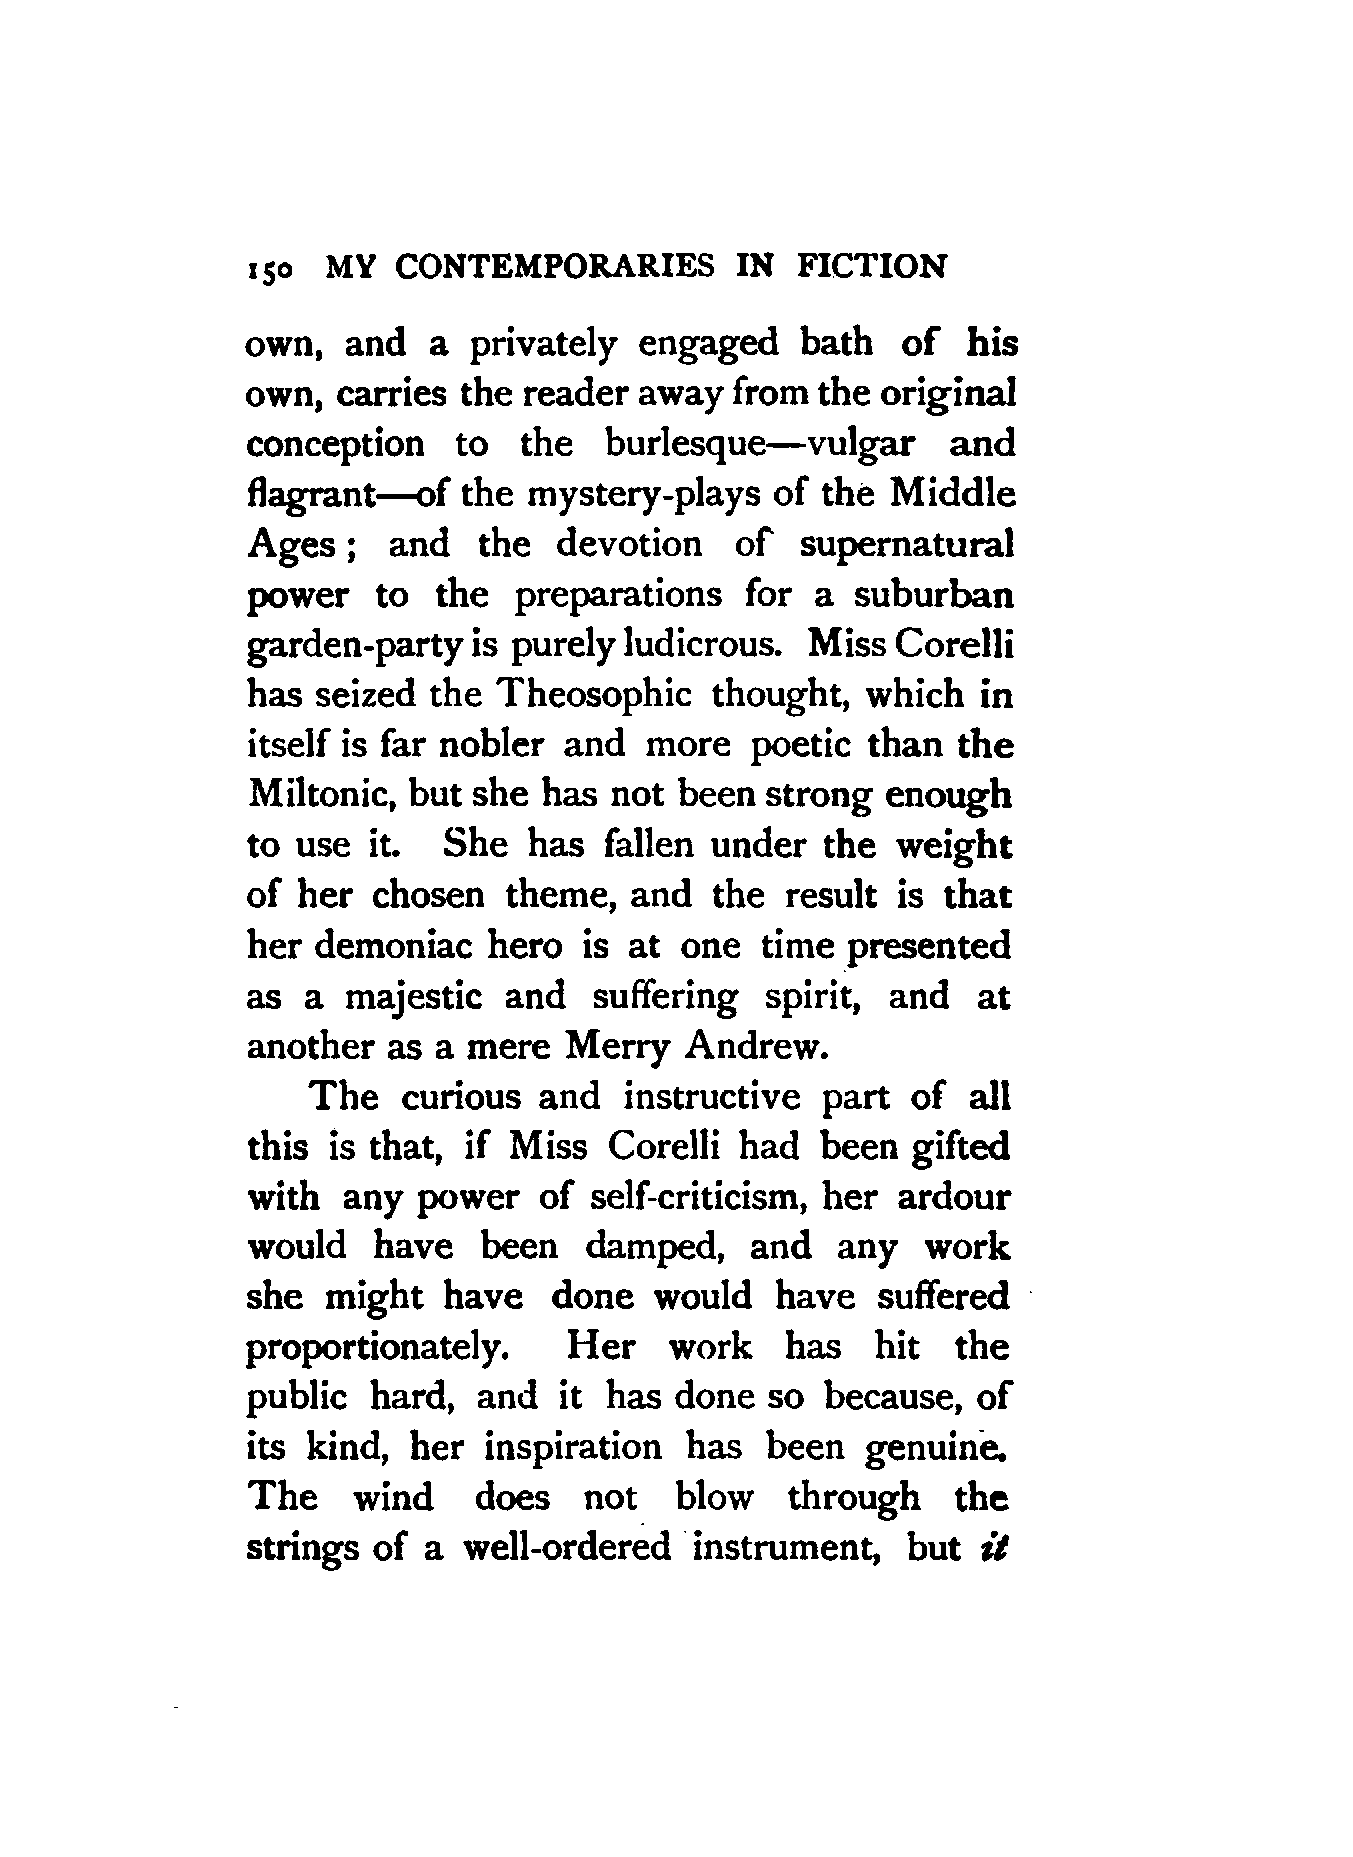 150 MY CONTEMPORARIES IN FICTION
own, and a privately engaged bath of his
own, carries the reader away from the original
conception to the burlesque—vulgar and
flagrant—of the mystery-plays of the Middle
Ages ; and the devotion of supernatural
power to the preparations for a suburban
garden-party is purely ludicrous. Miss Corelli
has seized the Theosophic thought, which in
itself is far nobler and more poetic than the
Miltonic, but she has not been strong enough
to use it. She has fallen under the weight
of her chosen theme, and the result is that
her demoniac hero is at one time presented
as a majestic and suffering spirit, and at
another as a mere Merry Andrew.
The curious and instructive part of all
this is that, if Miss Corelli had been gifted
with any power of self-criticism, her ardour
would have been damped, and any work
she might have done would have suffered
proportionately. Her work has hit the
public hard, and it has done so because, of
its kind, her inspiration has been genuine.
The wind does not blow through the
strings of a well-ordered instrument, but it